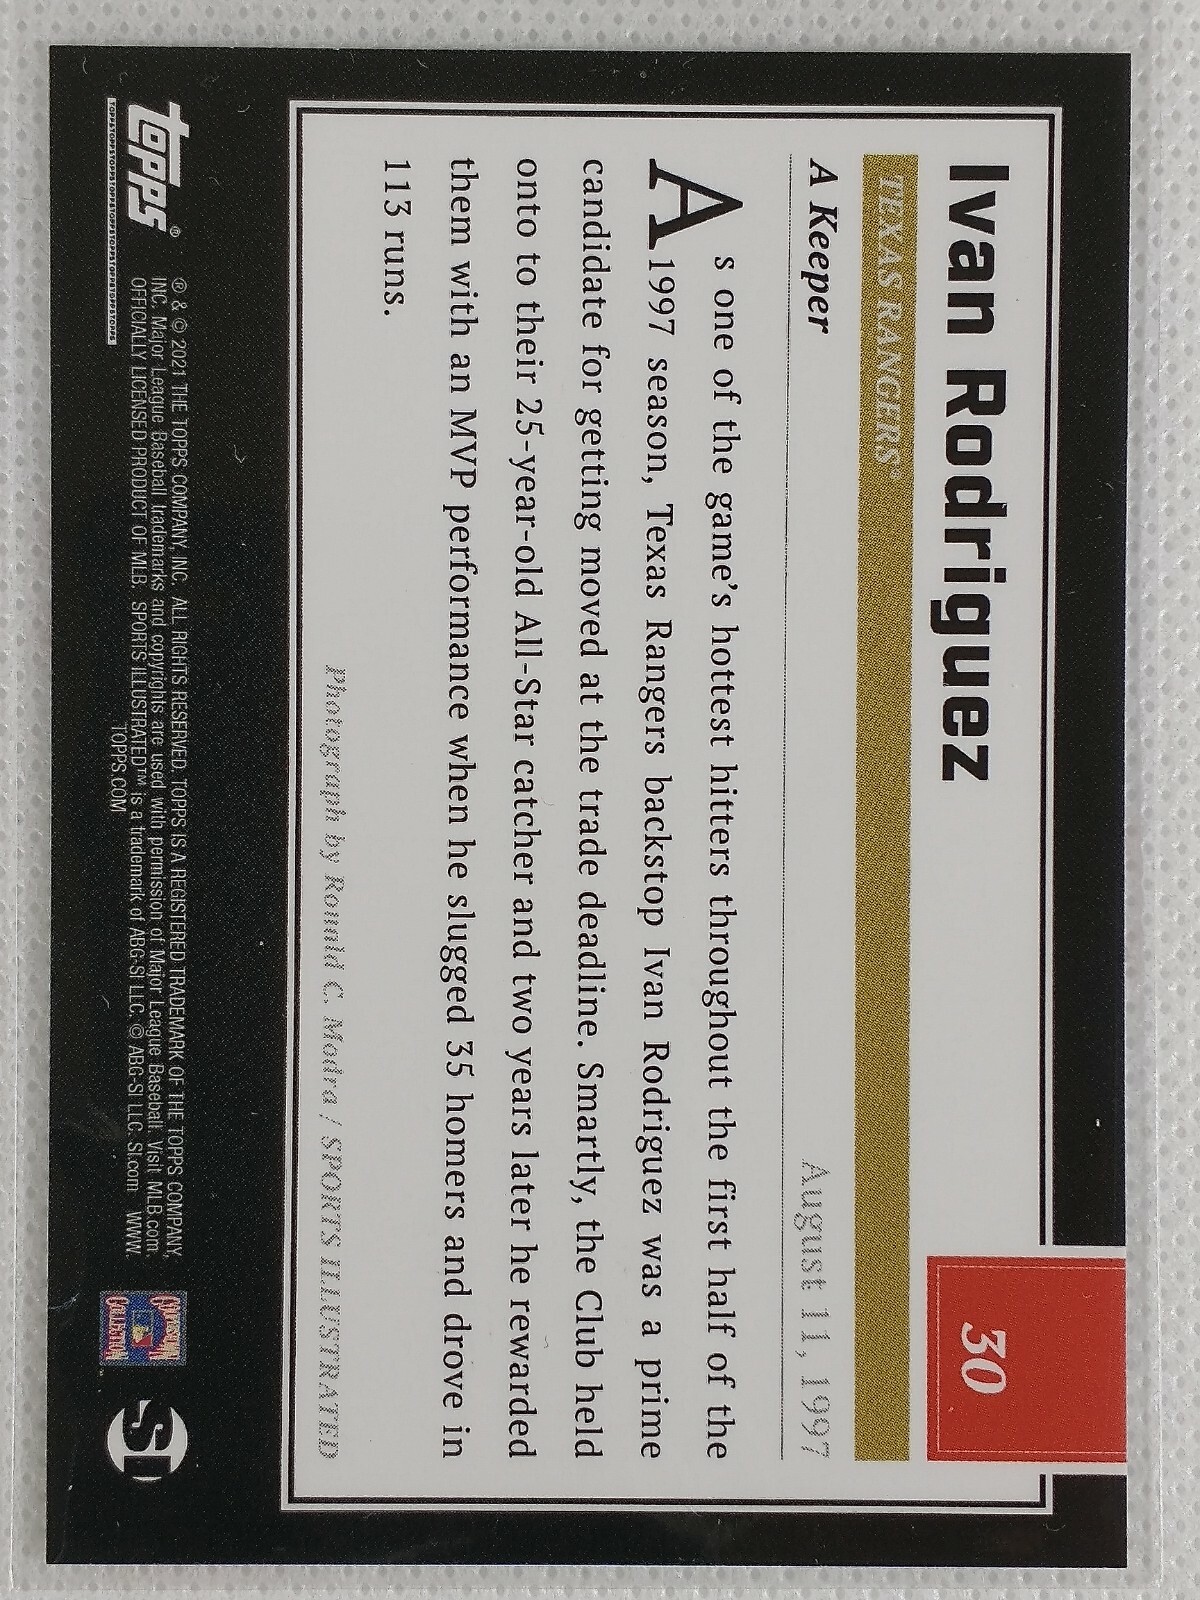 30
Ivan Rodriguez
TEXAS RANGERS®
A Keeper August 11, 1997
As one of the game's hottest hitters throughout the first half of the
1997 season, Texas Rangers backstop Ivan Rodriguez was a prime
candidate for getting moved at the trade deadline. Smartly, the Club held
onto to their 25-year-old All-Star catcher and two years later he rewarded
them with an MVP performance when he slugged 35 homers and drove in
113 runs.
Photograph by Ronald C. Modra / SPORTS ILLUSTRATED
topps®
TOPPSTOPPSTOPPSTOPPSTOPPSTOPPSTOPPSTOPPS
® & © 2021 THE TOPPS COMPANY, INC. ALL RIGHTS RESERVED. TOPPS IS A REGISTERED TRADEMARK OF THE TOPPS COMPANY,
INC. Major League Baseball trademarks and copyrights are used with permission of Major League Baseball. Visit MLB.com.
OFFICIALLY LICENSED PRODUCT OF MLB. SPORTS ILLUSTRATED™ is a trademark of ABG-SI LLC. © ABG-SI LLC. SI.com WWW.
TOPPS.COM
COOPERSTOWN
COLLECTION
SI